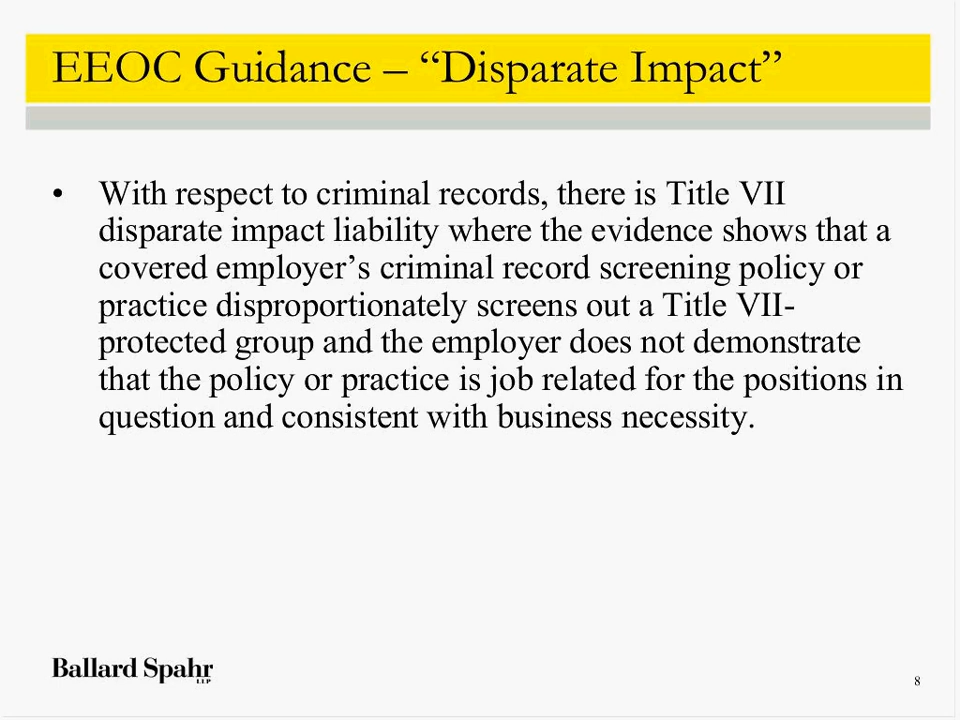 EEOC Guidance – “Disparate Impact”
• With respect to criminal records, there is Title VII
disparate impact liability where the evidence shows that a
covered employer’s criminal record screening policy or
practice disproportionately screens out a Title VII-
protected group and the employer does not demonstrate
that the policy or practice is job related for the positions in
question and consistent with business necessity.
Ballard Spahr
LLP
8